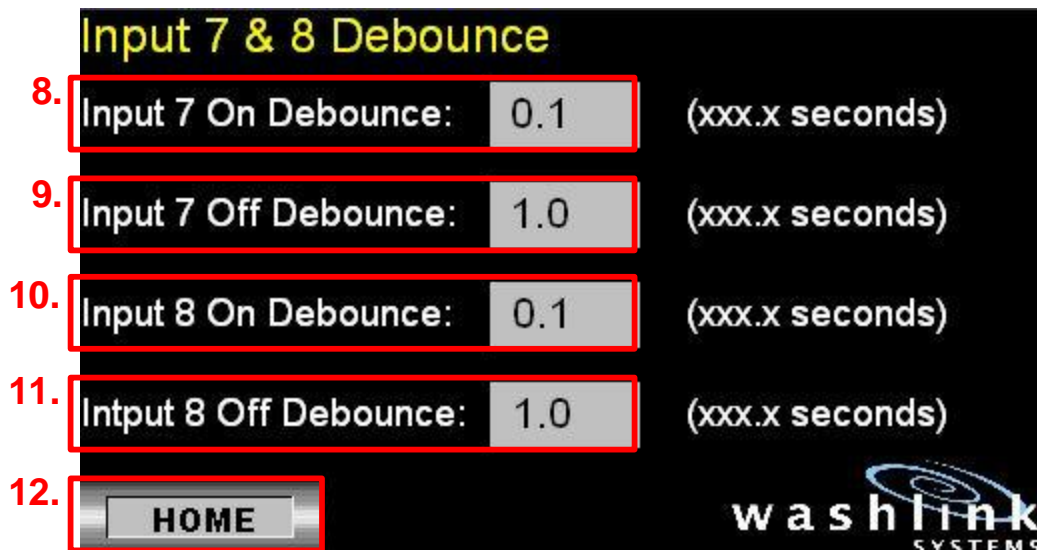 Input 7 & 8 Debounce
8. Input 7 On Debounce: 0.1 (xxx.x seconds)
9. Input 7 Off Debounce: 1.0 (xxx.x seconds)
10. Input 8 On Debounce: 0.1 (xxx.x seconds)
11. Intput 8 Off Debounce: 1.0 (xxx.x seconds)
12. HOME
washlink
SYSTEMS